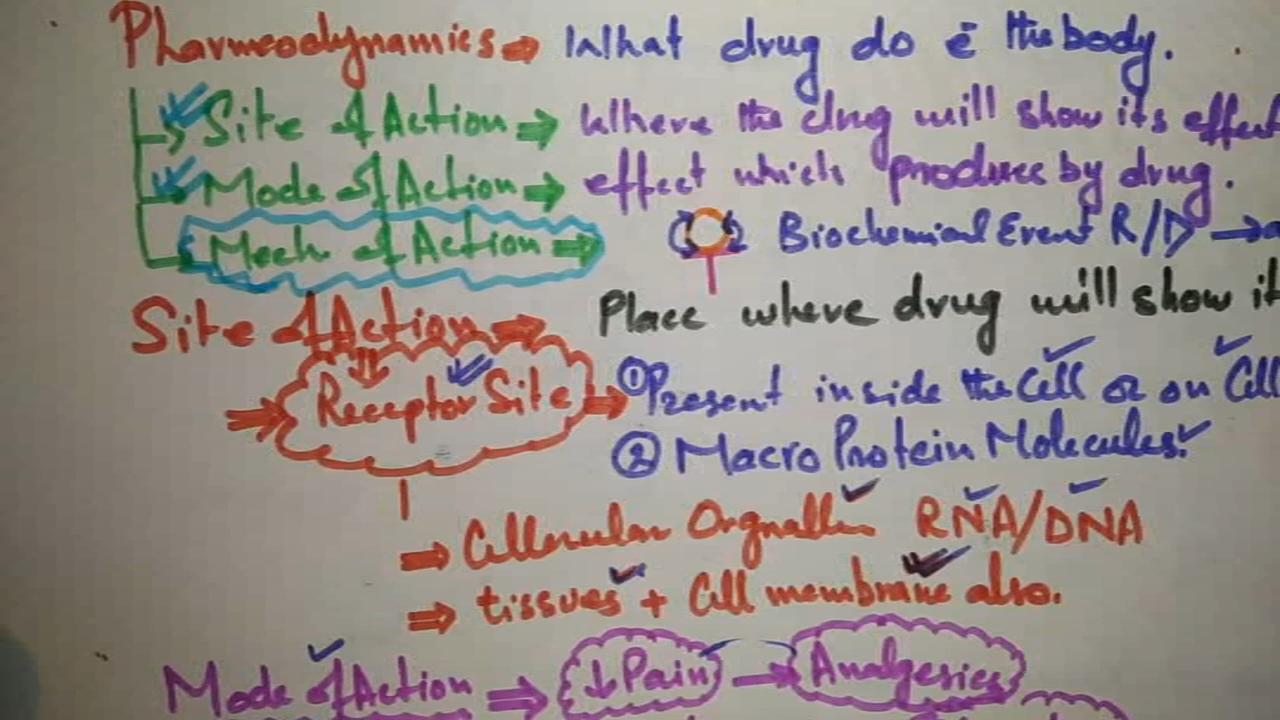 Pharmcodynamics ⇒ What drug do c̄ the body.
↳ Site of Action ⇒ Where the drug will show its effect
↳ Mode of Action ⇒ effect which produce by drug.
↳ Mech of Action ⇒ Biochemical Event R/D →
Site of Action ⇒ Place where drug will show it
⇒ Receptor Site ⇒ ① Present inside the Cell or on Cell
② Macro Protein Molecules.
⇒ RNA/DNA
⇒ tissues + Cell membrane also.
Mode of Action ⇒ ↓Pain → Analgesics